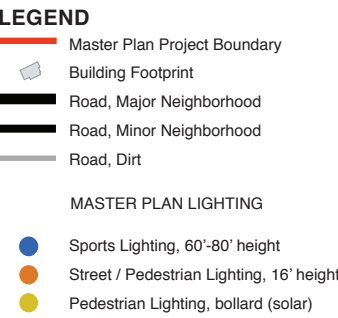 LEGEND
Master Plan Project Boundary
Building Footprint
Road, Major Neighborhood
Road, Minor Neighborhood
Road, Dirt
MASTER PLAN LIGHTING
Sports Lighting, 60'-80' height
Street / Pedestrian Lighting, 16' height
Pedestrian Lighting, bollard (solar)